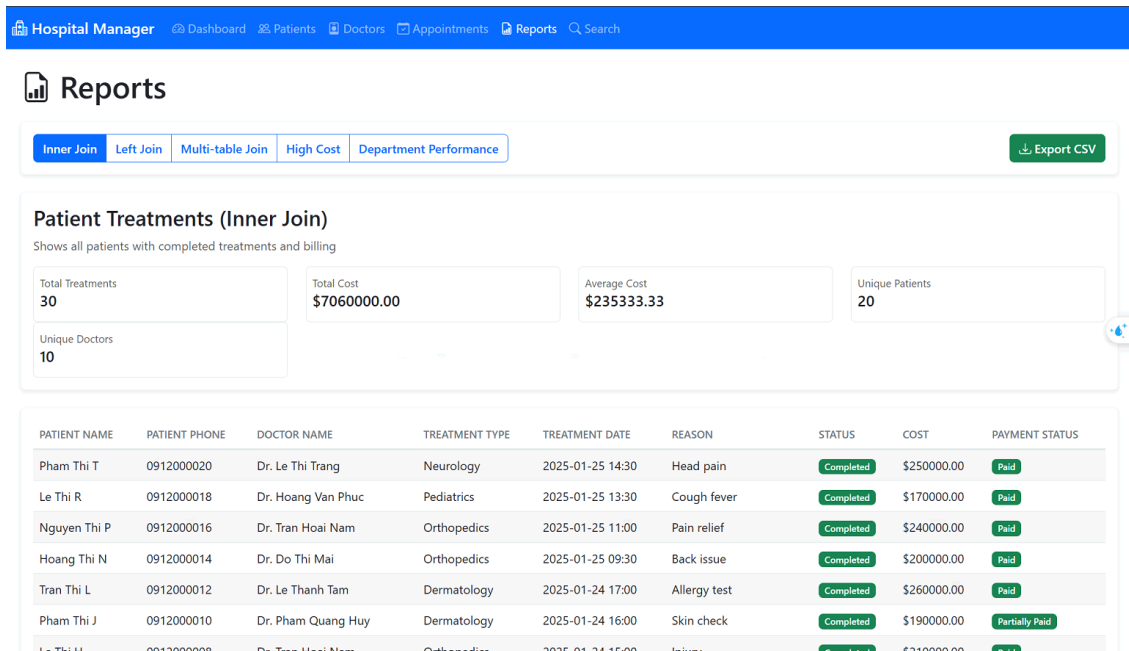 Hospital Manager Dashboard Patients Doctors Appointments Reports Search
Reports
Inner Join Left Join Multi-table Join High Cost Department Performance Export CSV
Patient Treatments (Inner Join)
Shows all patients with completed treatments and billing
Total Treatments Total Cost Average Cost Unique Patients
30 $7060000.00 $235333.33 20
Unique Doctors
10
PATIENT NAME PATIENT PHONE DOCTOR NAME TREATMENT TYPE TREATMENT DATE REASON STATUS COST PAYMENT STATUS
Pham Thi T 0912000020 Dr. Le Thi Trang Neurology 2025-01-25 14:30 Head pain Completed $250000.00 Paid
Le Thi R 0912000018 Dr. Hoang Van Phuc Pediatrics 2025-01-25 13:30 Cough fever Completed $170000.00 Paid
Nguyen Thi P 0912000016 Dr. Tran Hoai Nam Orthopedics 2025-01-25 11:00 Pain relief Completed $240000.00 Paid
Hoang Thi N 0912000014 Dr. Do Thi Mai Orthopedics 2025-01-25 09:30 Back issue Completed $200000.00 Paid
Tran Thi L 0912000012 Dr. Le Thanh Tam Dermatology 2025-01-24 17:00 Allergy test Completed $260000.00 Paid
Pham Thi J 0912000010 Dr. Pham Quang Huy Dermatology 2025-01-24 16:00 Skin check Completed $190000.00 Partially Paid